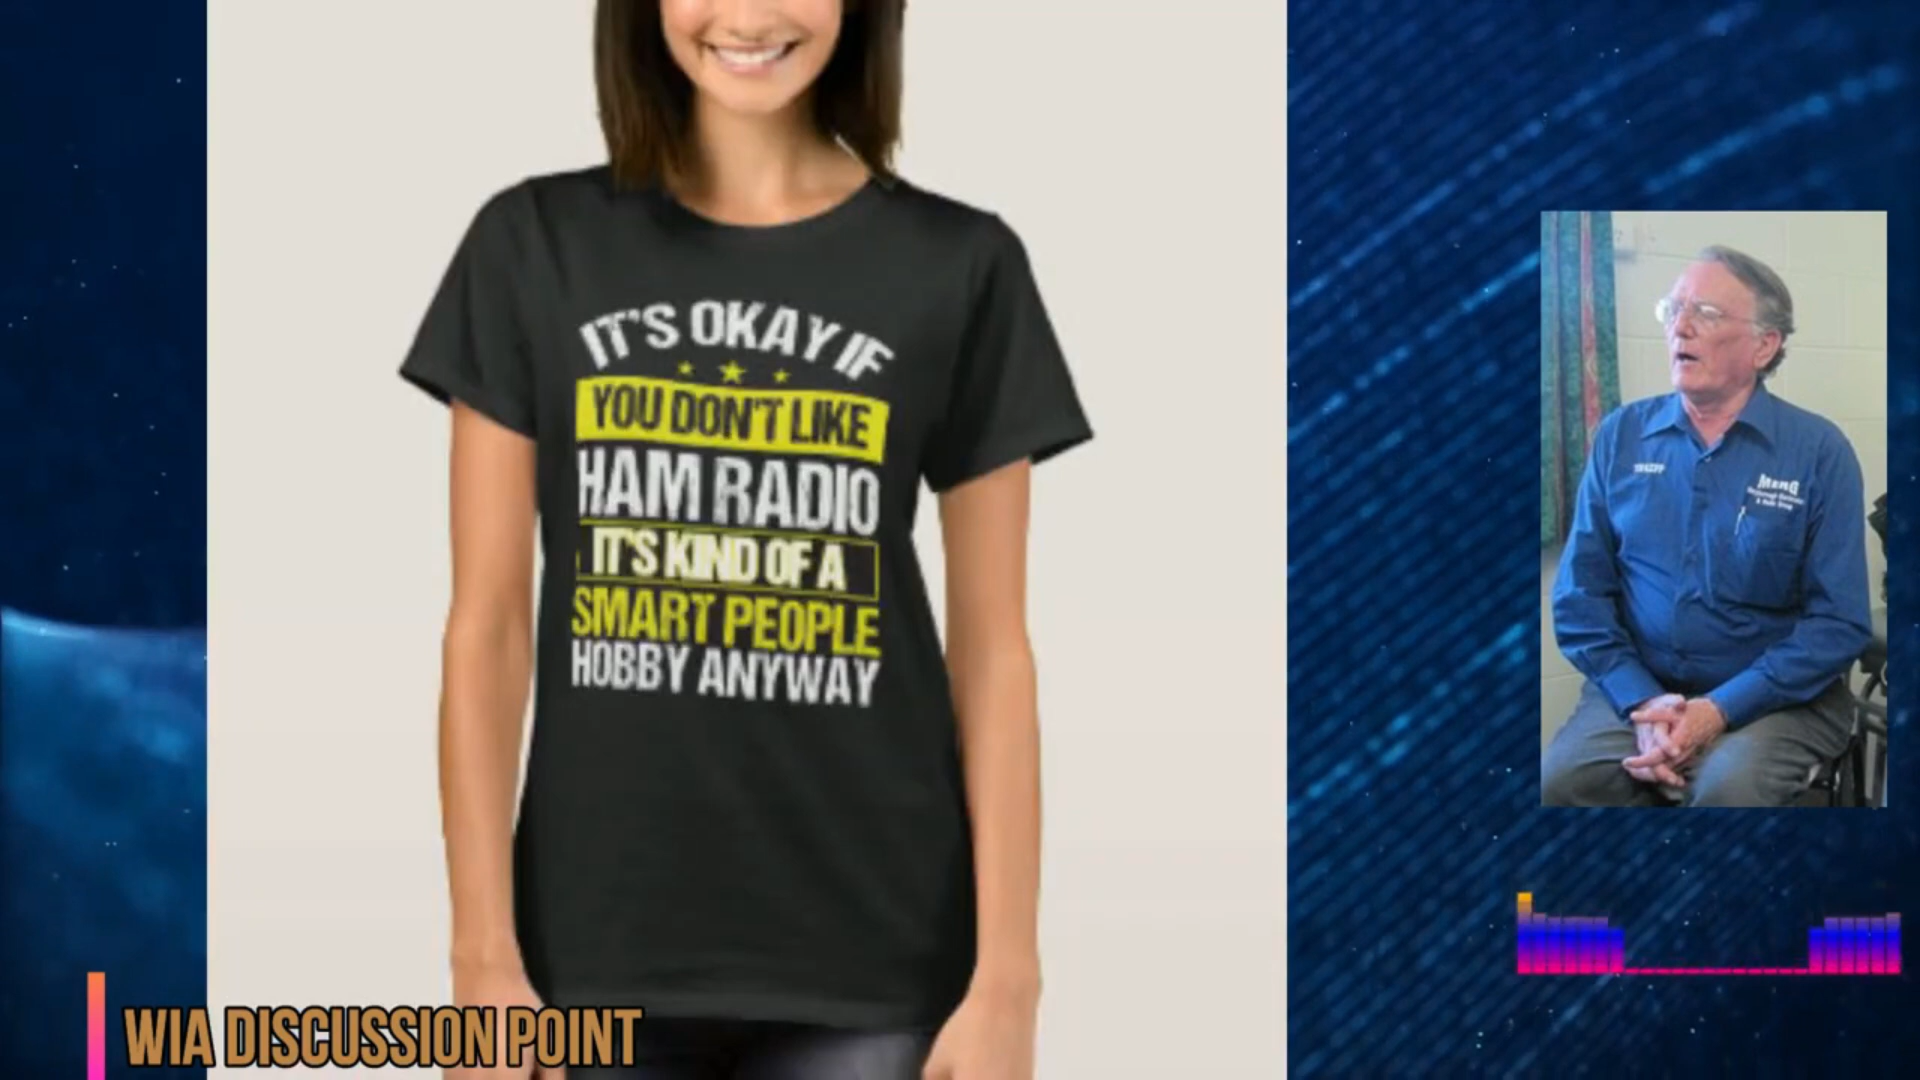 IT'S OKAY IF
YOU DON'T LIKE
HAM RADIO
IT'S KIND OF A
SMART PEOPLE
HOBBY ANYWAY
WIA DISCUSSION POINT